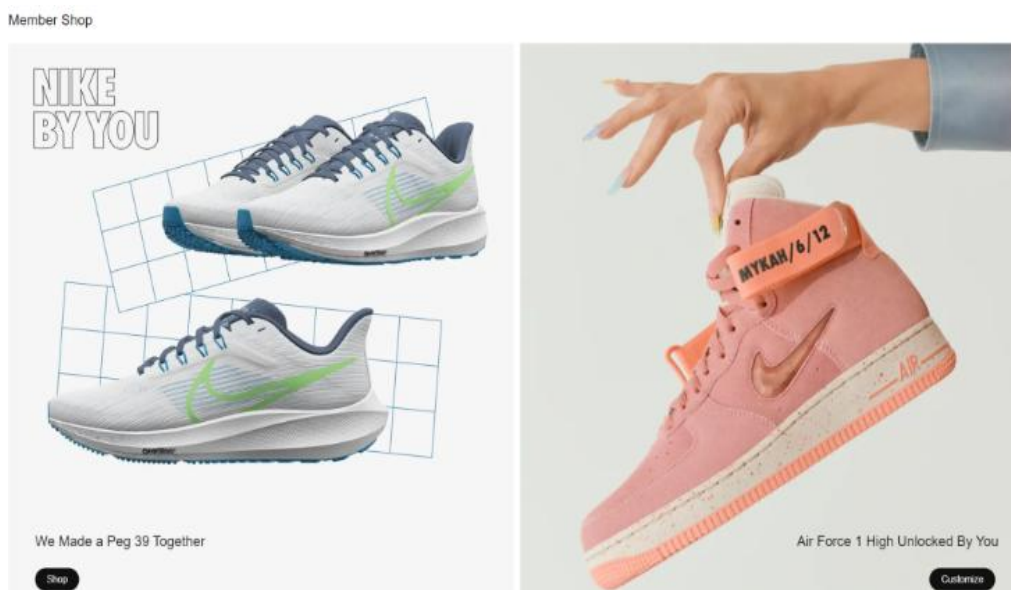 Member Shop
NIKE
BY YOU
MYKAH/6/12
AIR
We Made a Peg 39 Together
Air Force 1 High Unlocked By You
Shop
Customize